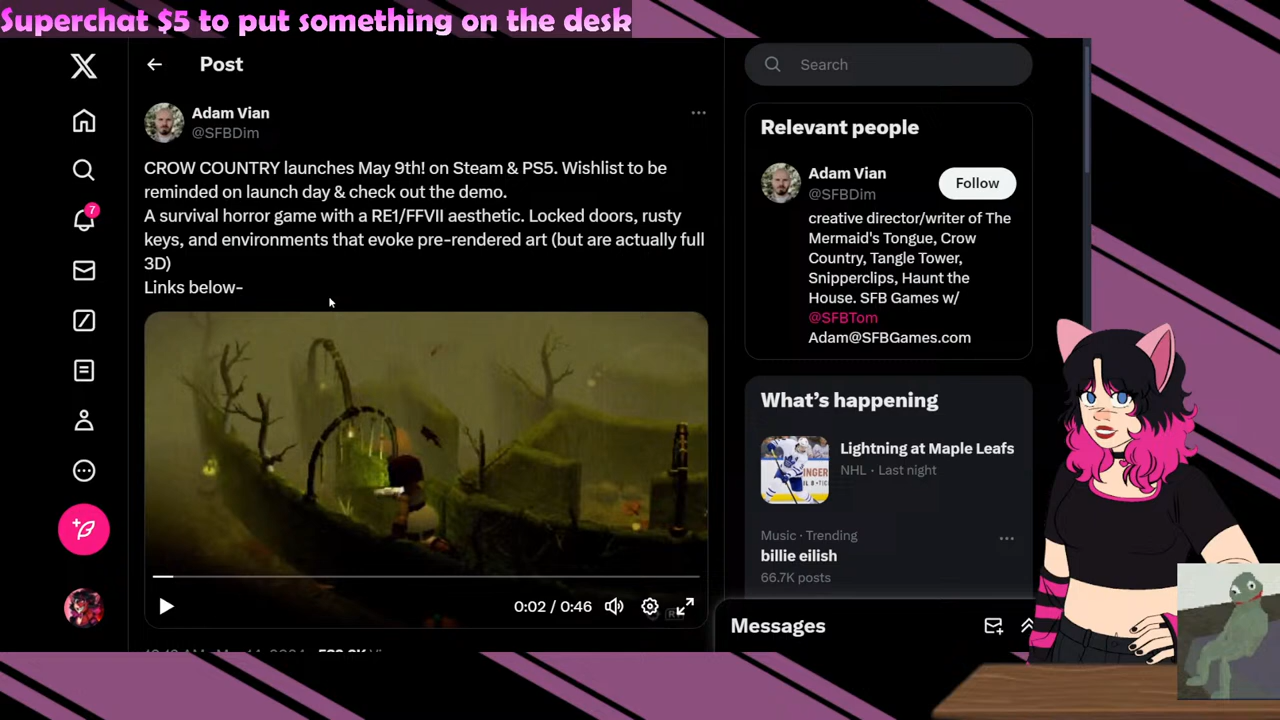 Superchat $5 to put something on the desk
Post
Search
Adam Vian
@SFBDim
CROW COUNTRY launches May 9th! on Steam & PS5. Wishlist to be
reminded on launch day & check out the demo.
A survival horror game with a RE1/FFVII aesthetic. Locked doors, rusty
keys, and environments that evoke pre-rendered art (but are actually full
3D)
Links below-
0:02 / 0:46
Relevant people
Adam Vian
@SFBDim
Follow
creative director/writer of The
Mermaid's Tongue, Crow
Country, Tangle Tower,
Snipperclips, Haunt the
House. SFB Games w/
@SFBTom
Adam@SFBGames.com
What's happening
Lightning at Maple Leafs
NHL · Last night
Music · Trending
billie eilish
66.7K posts
Messages
7